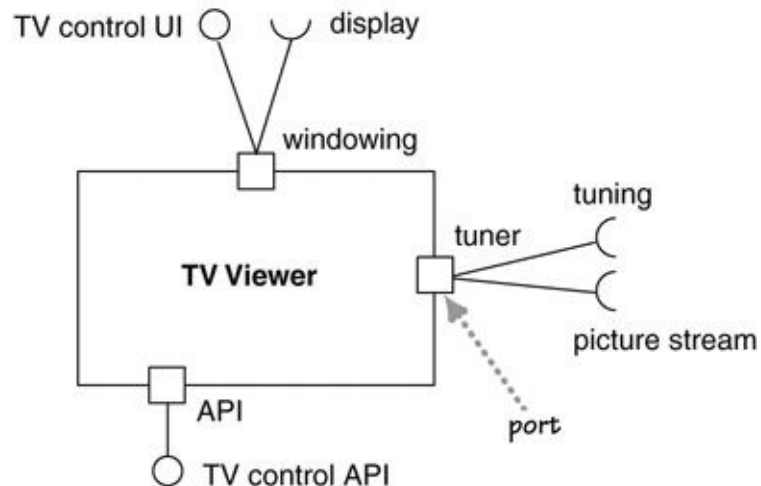 TV control UI
display
windowing
tuning
tuner
TV Viewer
picture stream
API
port
TV control API